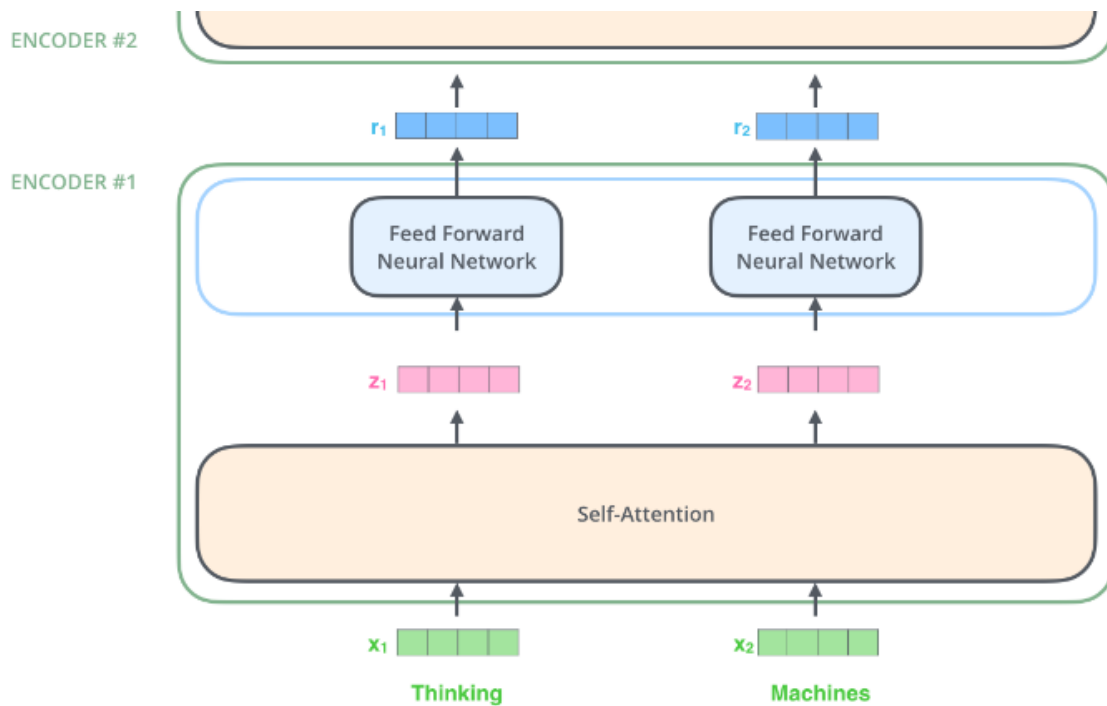 ENCODER #2
r₁
r₂
ENCODER #1
Feed Forward
Neural Network
Feed Forward
Neural Network
z₁
z₂
Self-Attention
x₁
x₂
Thinking
Machines